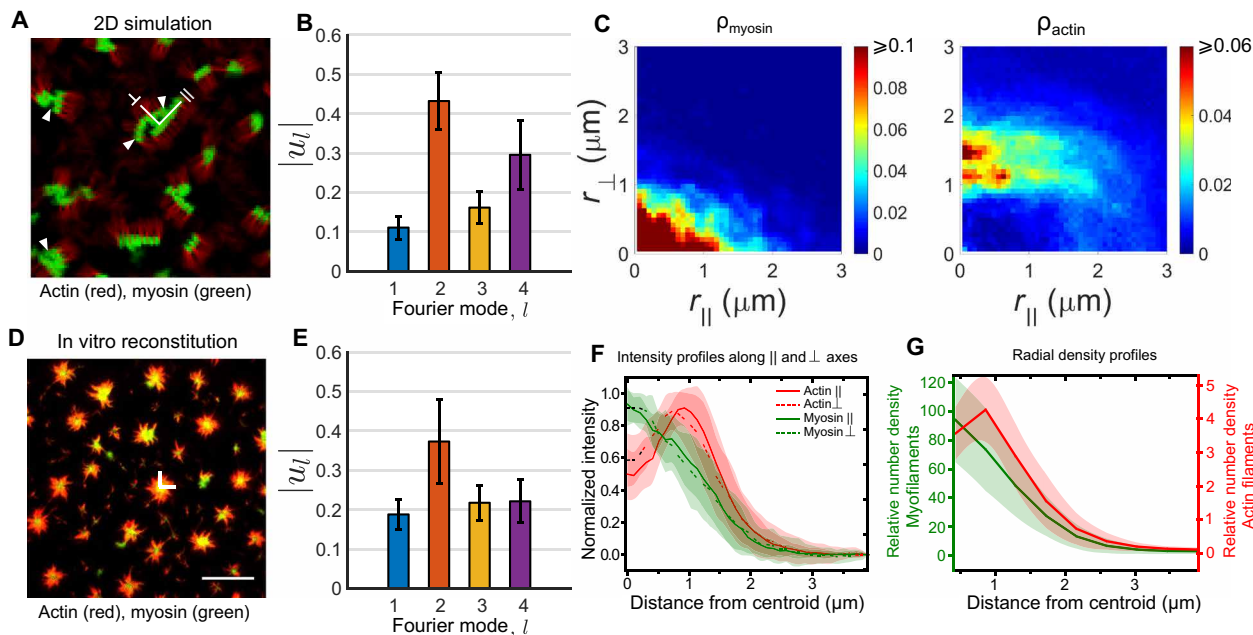 A
2D simulation
⊥
||
Actin (red), myosin (green)
B
|u_l|
0.6
0.5
0.4
0.3
0.2
0.1
0
1 2 3 4
Fourier mode, l
C
ρmyosin
r⊥ (μm)
3
2
1
0
0 1 2 3
r|| (μm)
⩾0.1
0.08
0.06
0.04
0.02
0
ρactin
3
2
1
0
0 1 2 3
r|| (μm)
⩾0.06
0.04
0.02
0
D
In vitro reconstitution
Actin (red), myosin (green)
E
|u_l|
0.6
0.5
0.4
0.3
0.2
0.1
0
1 2 3 4
Fourier mode, l
F
Intensity profiles along || and ⊥ axes
Normalized intensity
1.0
0.8
0.6
0.4
0.2
0.0
Actin ||
Actin ⊥
Myosin ||
Myosin ⊥
0 1 2 3
Distance from centroid (μm)
G
Radial density profiles
Relative number density
Myofilaments
120
100
80
60
40
20
0
5
4
3
2
1
0
Relative number density
Actin filaments
1 2 3
Distance from centroid (μm)